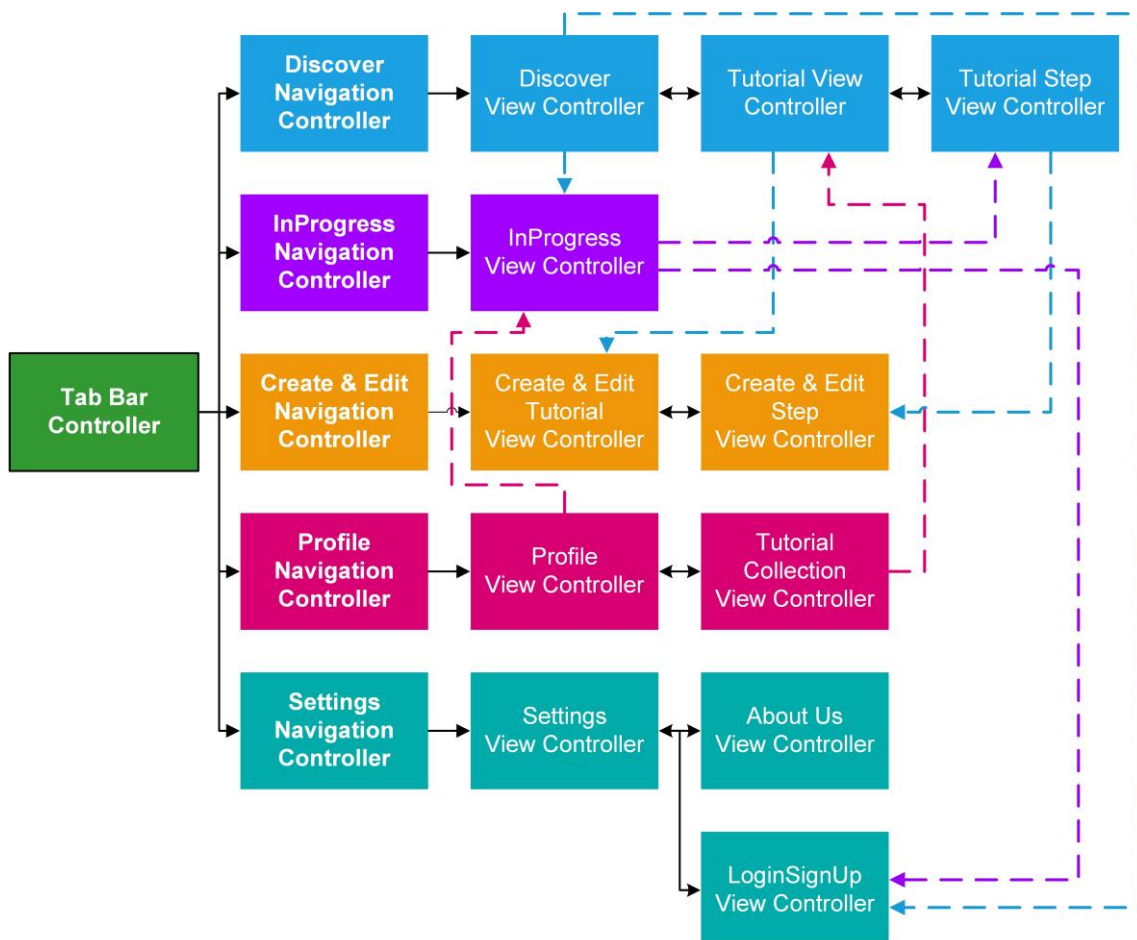 Discover
Navigation
Controller
Discover
View Controller
Tutorial View
Controller
Tutorial Step
View Controller
InProgress
Navigation
Controller
InProgress
View Controller
Tab Bar
Controller
Create & Edit
Navigation
Controller
Create & Edit
Tutorial
View Controller
Create & Edit
Step
View Controller
Profile
Navigation
Controller
Profile
View Controller
Tutorial
Collection
View Controller
Settings
Navigation
Controller
Settings
View Controller
About Us
View Controller
LoginSignUp
View Controller